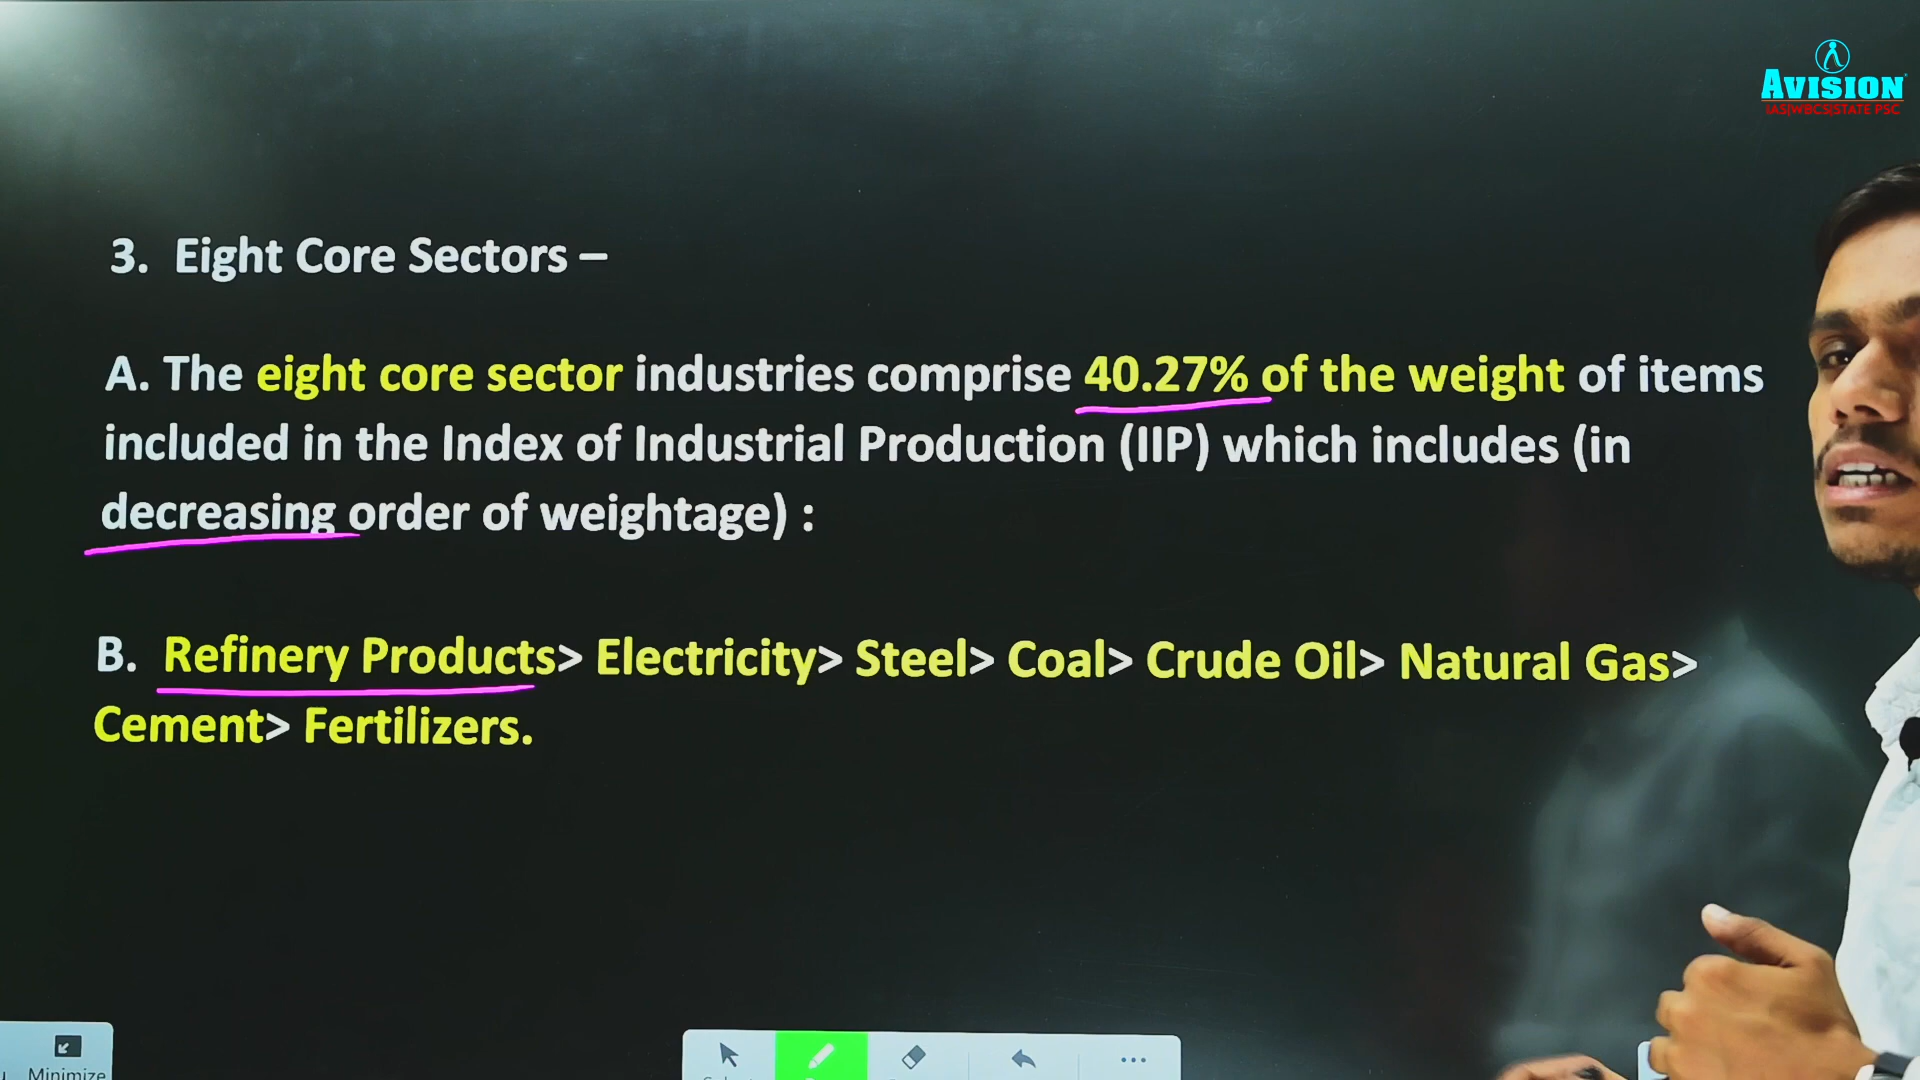 AVISION
IAS|WBCS|STATE PSC
3. Eight Core Sectors –
A. The eight core sector industries comprise 40.27% of the weight of items
included in the Index of Industrial Production (IIP) which includes (in
decreasing order of weightage) :
B. Refinery Products> Electricity> Steel> Coal> Crude Oil> Natural Gas>
Cement> Fertilizers.
Minimize